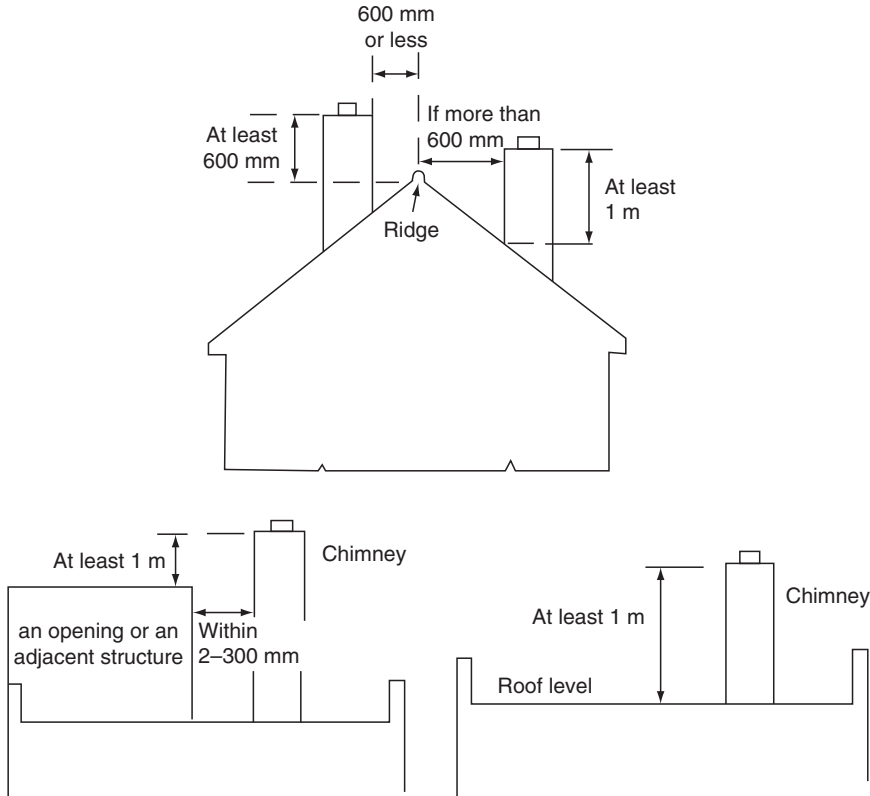 600 mm
or less
At least
600 mm
If more than
600 mm
At least
1 m
Ridge
At least 1 m
Chimney
an opening or an
adjacent structure
Within
2–300 mm
At least 1 m
Chimney
Roof level